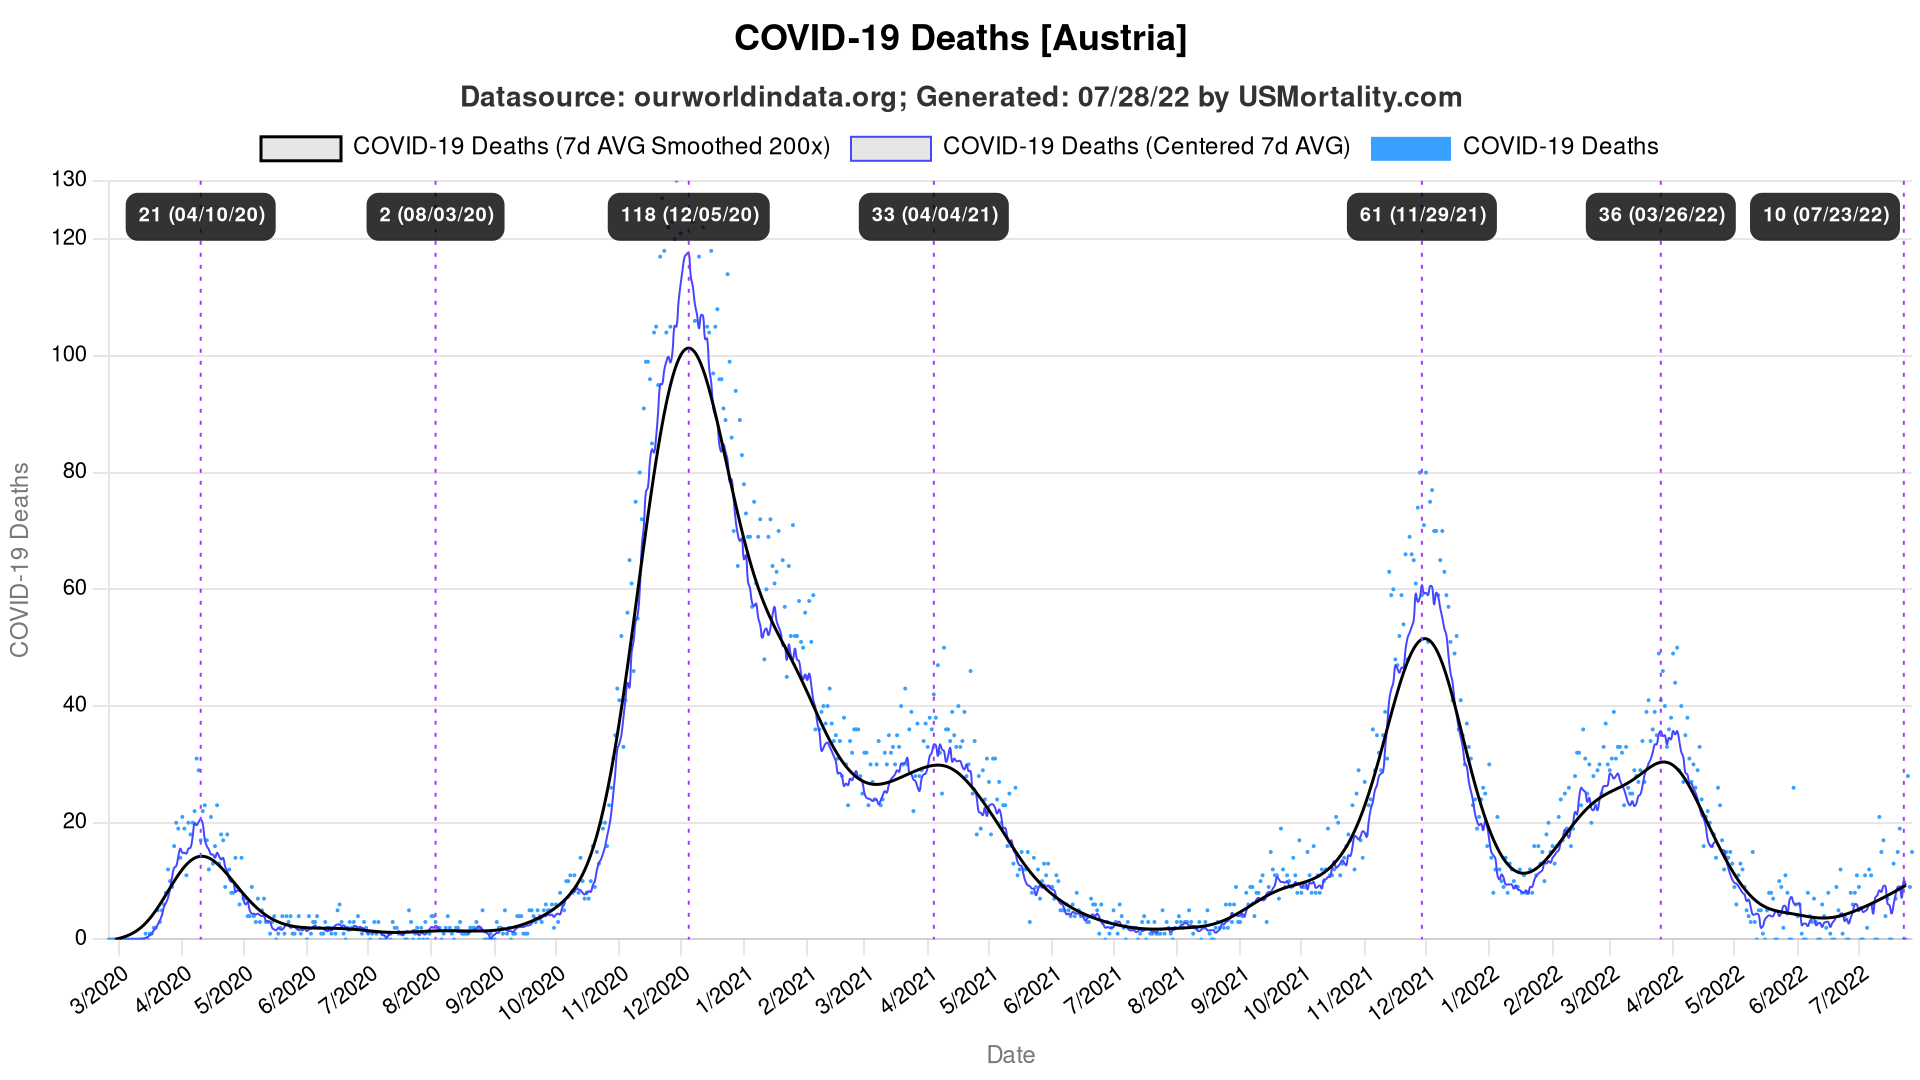 COVID-19 Deaths [Austria]
Datasource: ourworldindata.org; Generated: 07/28/22 by USMortality.com
COVID-19 Deaths (7d AVG Smoothed 200x) COVID-19 Deaths (Centered 7d AVG) COVID-19 Deaths
21 (04/10/20) 2 (08/03/20) 118 (12/05/20) 33 (04/04/21) 61 (11/29/21) 36 (03/26/22) 10 (07/23/22)
COVID-19 Deaths
130
120
100
80
60
40
20
0
3/2020 4/2020 5/2020 6/2020 7/2020 8/2020 9/2020 10/2020 11/2020 12/2020 1/2021 2/2021 3/2021 4/2021 5/2021 6/2021 7/2021 8/2021 9/2021 10/2021 11/2021 12/2021 1/2022 2/2022 3/2022 4/2022 5/2022 6/2022 7/2022
Date